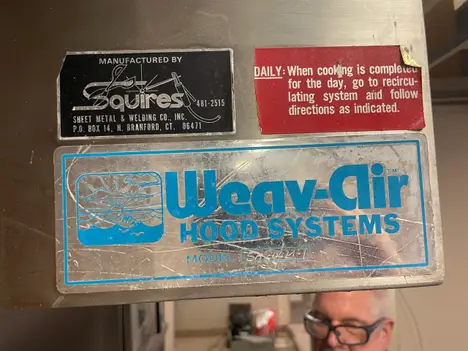 MANUFACTURED BY
Squires
481-2515
SHEET METAL & WELDING CO., INC.
P.O. BOX 14, N. BRANFORD, CT. 06471
DAILY: When cooking is completed
for the day, go to recircu-
lating system and follow
directions as indicated.
Weav-air
HOOD SYSTEMS
MODEL